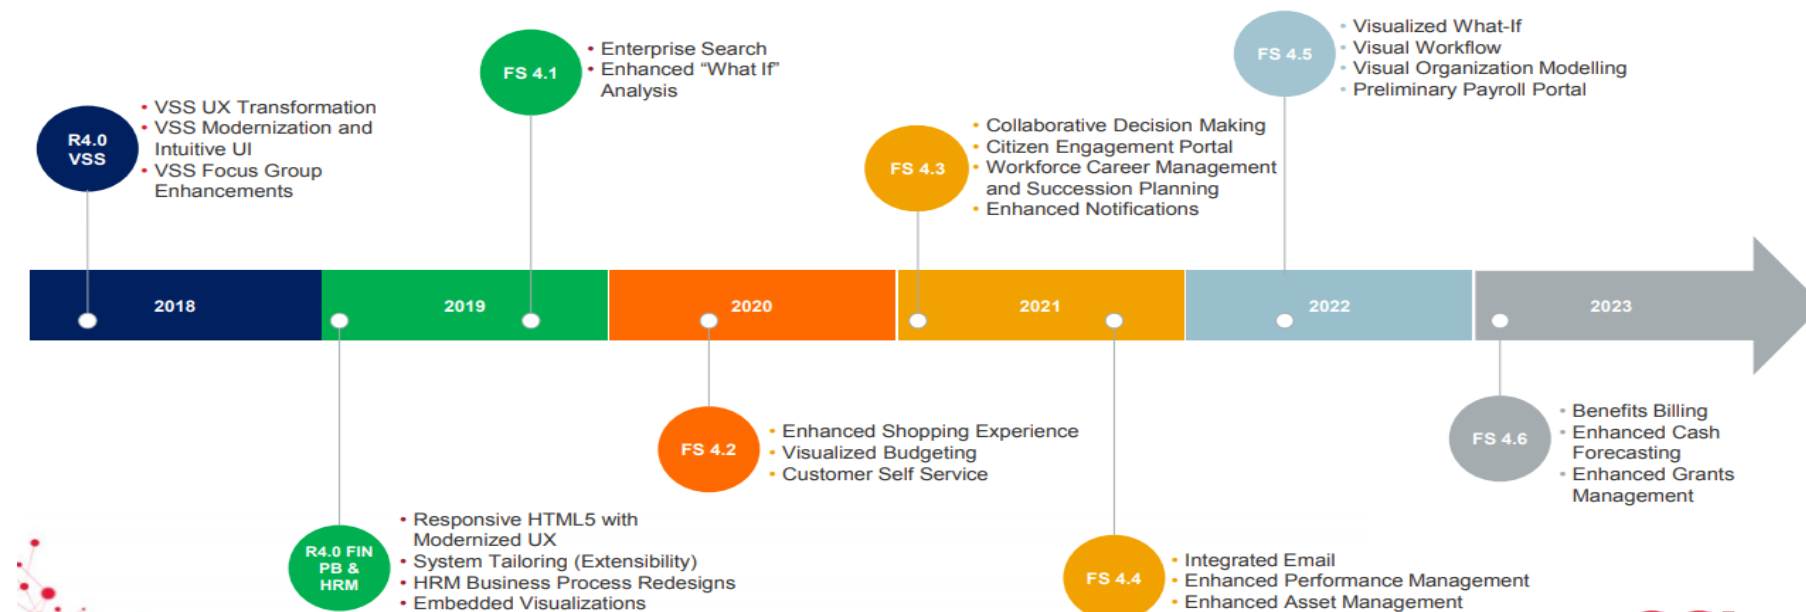 R4.0
VSS
• VSS UX Transformation
• VSS Modernization and
Intuitive UI
• VSS Focus Group
Enhancements
FS 4.1
• Enterprise Search
• Enhanced “What If”
Analysis
FS 4.3
• Collaborative Decision Making
• Citizen Engagement Portal
• Workforce Career Management
and Succession Planning
• Enhanced Notifications
FS 4.5
• Visualized What-If
• Visual Workflow
• Visual Organization Modelling
• Preliminary Payroll Portal
2018
2019
2020
2021
2022
2023
R4.0 FIN
PB &
HRM
• Responsive HTML5 with
Modernized UX
• System Tailoring (Extensibility)
• HRM Business Process Redesigns
• Embedded Visualizations
FS 4.2
• Enhanced Shopping Experience
• Visualized Budgeting
• Customer Self Service
FS 4.4
• Integrated Email
• Enhanced Performance Management
• Enhanced Asset Management
FS 4.6
• Benefits Billing
• Enhanced Cash
Forecasting
• Enhanced Grants
Management